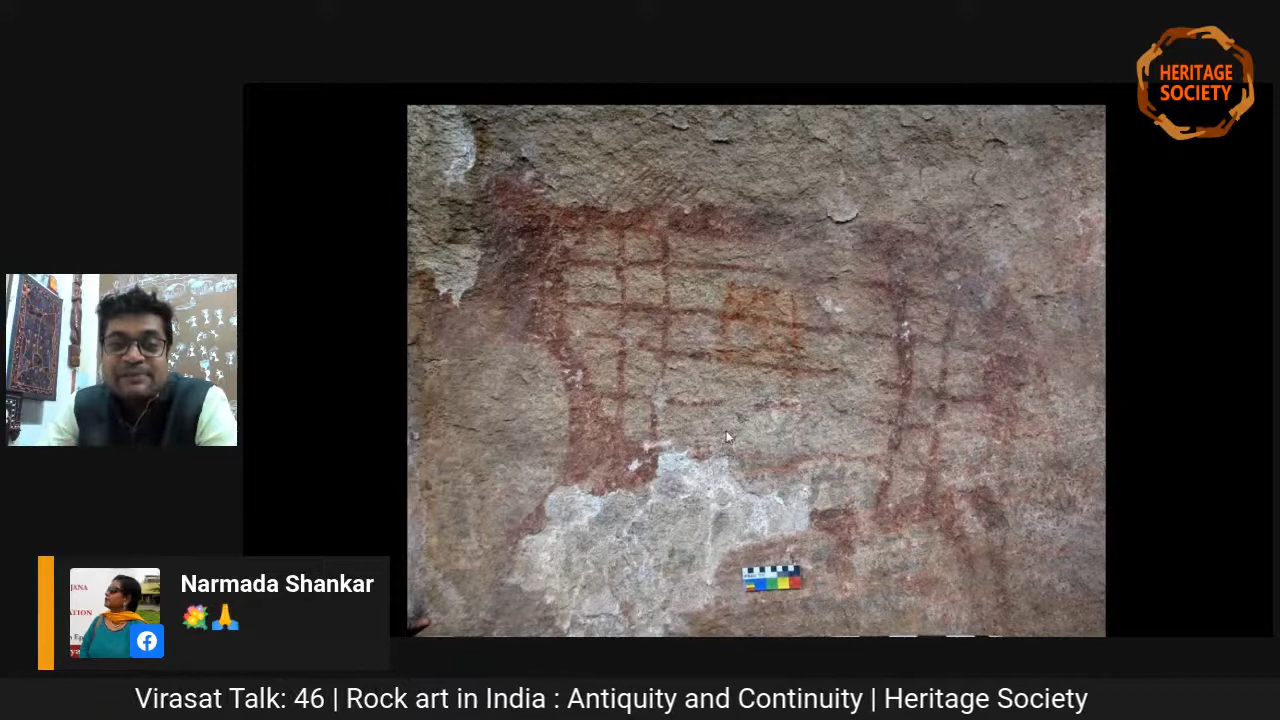 HERITAGE
SOCIETY
Narmada Shankar
Virasat Talk: 46 | Rock art in India : Antiquity and Continuity | Heritage Society